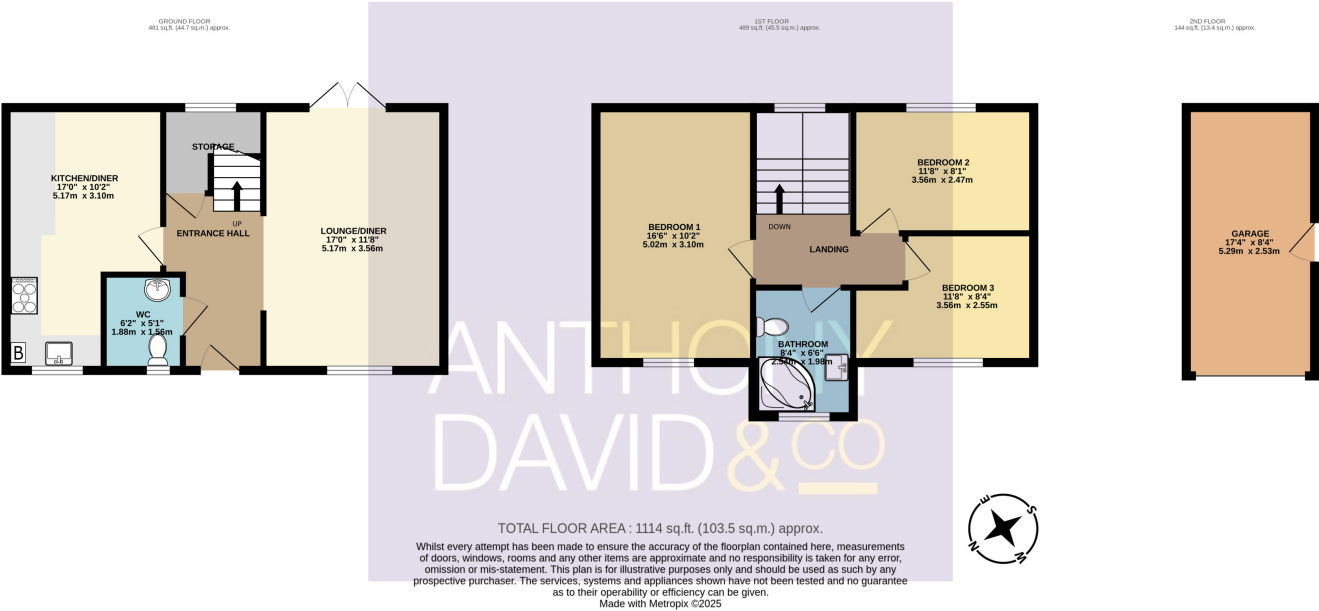 GROUND FLOOR
481 sq.ft. (44.7 sq.m.) approx.
1ST FLOOR
489 sq.ft. (45.5 sq.m.) approx.
2ND FLOOR
144 sq.ft. (13.4 sq.m.) approx.
STORAGE
KITCHEN/DINER
17'0" x 10'2"
5.17m x 3.10m
UP
ENTRANCE HALL
LOUNGE/DINER
17'0" x 11'8"
5.17m x 3.56m
WC
6'2" x 5'1"
1.88m x 1.56m
B
BEDROOM 1
16'6" x 10'2"
5.02m x 3.10m
DOWN
LANDING
BEDROOM 2
11'8" x 8'1"
3.56m x 2.47m
BEDROOM 3
11'8" x 8'4"
3.56m x 2.55m
BATHROOM
8'4" x 6'6"
2.54m x 1.98m
GARAGE
17'4" x 8'4"
5.29m x 2.53m
ANTHONY
DAVID & CO
N
E
S
W
TOTAL FLOOR AREA : 1114 sq.ft. (103.5 sq.m.) approx.
Whilst every attempt has been made to ensure the accuracy of the floorplan contained here, measurements
of doors, windows, rooms and any other items are approximate and no responsibility is taken for any error,
omission or mis-statement. This plan is for illustrative purposes only and should be used as such by any
prospective purchaser. The services, systems and appliances shown have not been tested and no guarantee
as to their operability or efficiency can be given.
Made with Metropix ©2025